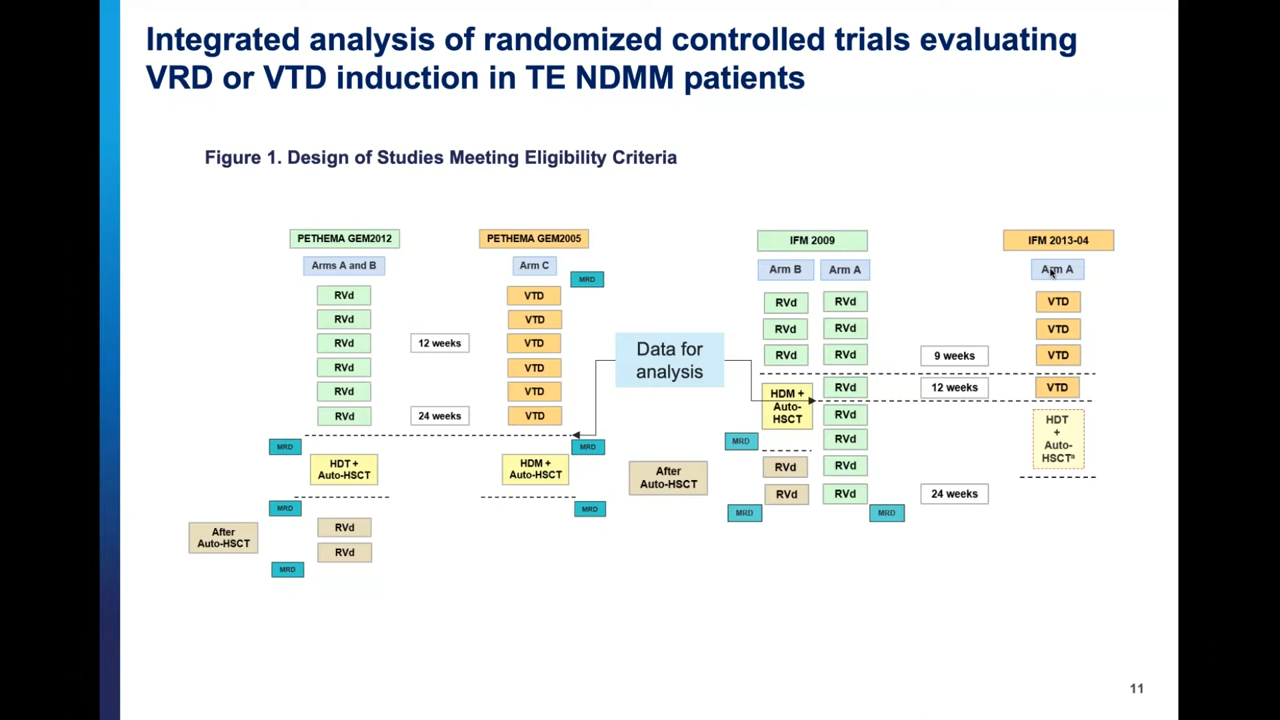 Integrated analysis of randomized controlled trials evaluating
VRD or VTD induction in TE NDMM patients
Figure 1. Design of Studies Meeting Eligibility Criteria
PETHEMA GEM2012
Arms A and B
RVd
RVd
RVd
RVd
RVd
RVd
MRD
HDT +
Auto-HSCT
MRD
After
Auto-HSCT
RVd
RVd
MRD
12 weeks
24 weeks
PETHEMA GEM2005
Arm C
MRD
VTD
VTD
VTD
VTD
VTD
VTD
MRD
HDM +
Auto-HSCT
MRD
Data for
analysis
IFM 2009
Arm B
RVd
RVd
RVd
HDM +
Auto-
HSCT
MRD
After
Auto-HSCT
RVd
RVd
MRD
Arm A
RVd
RVd
RVd
RVd
RVd
RVd
RVd
RVd
MRD
9 weeks
12 weeks
24 weeks
IFM 2013-04
Arm A
VTD
VTD
VTD
VTD
HDT
+
Auto-
HSCTª
11